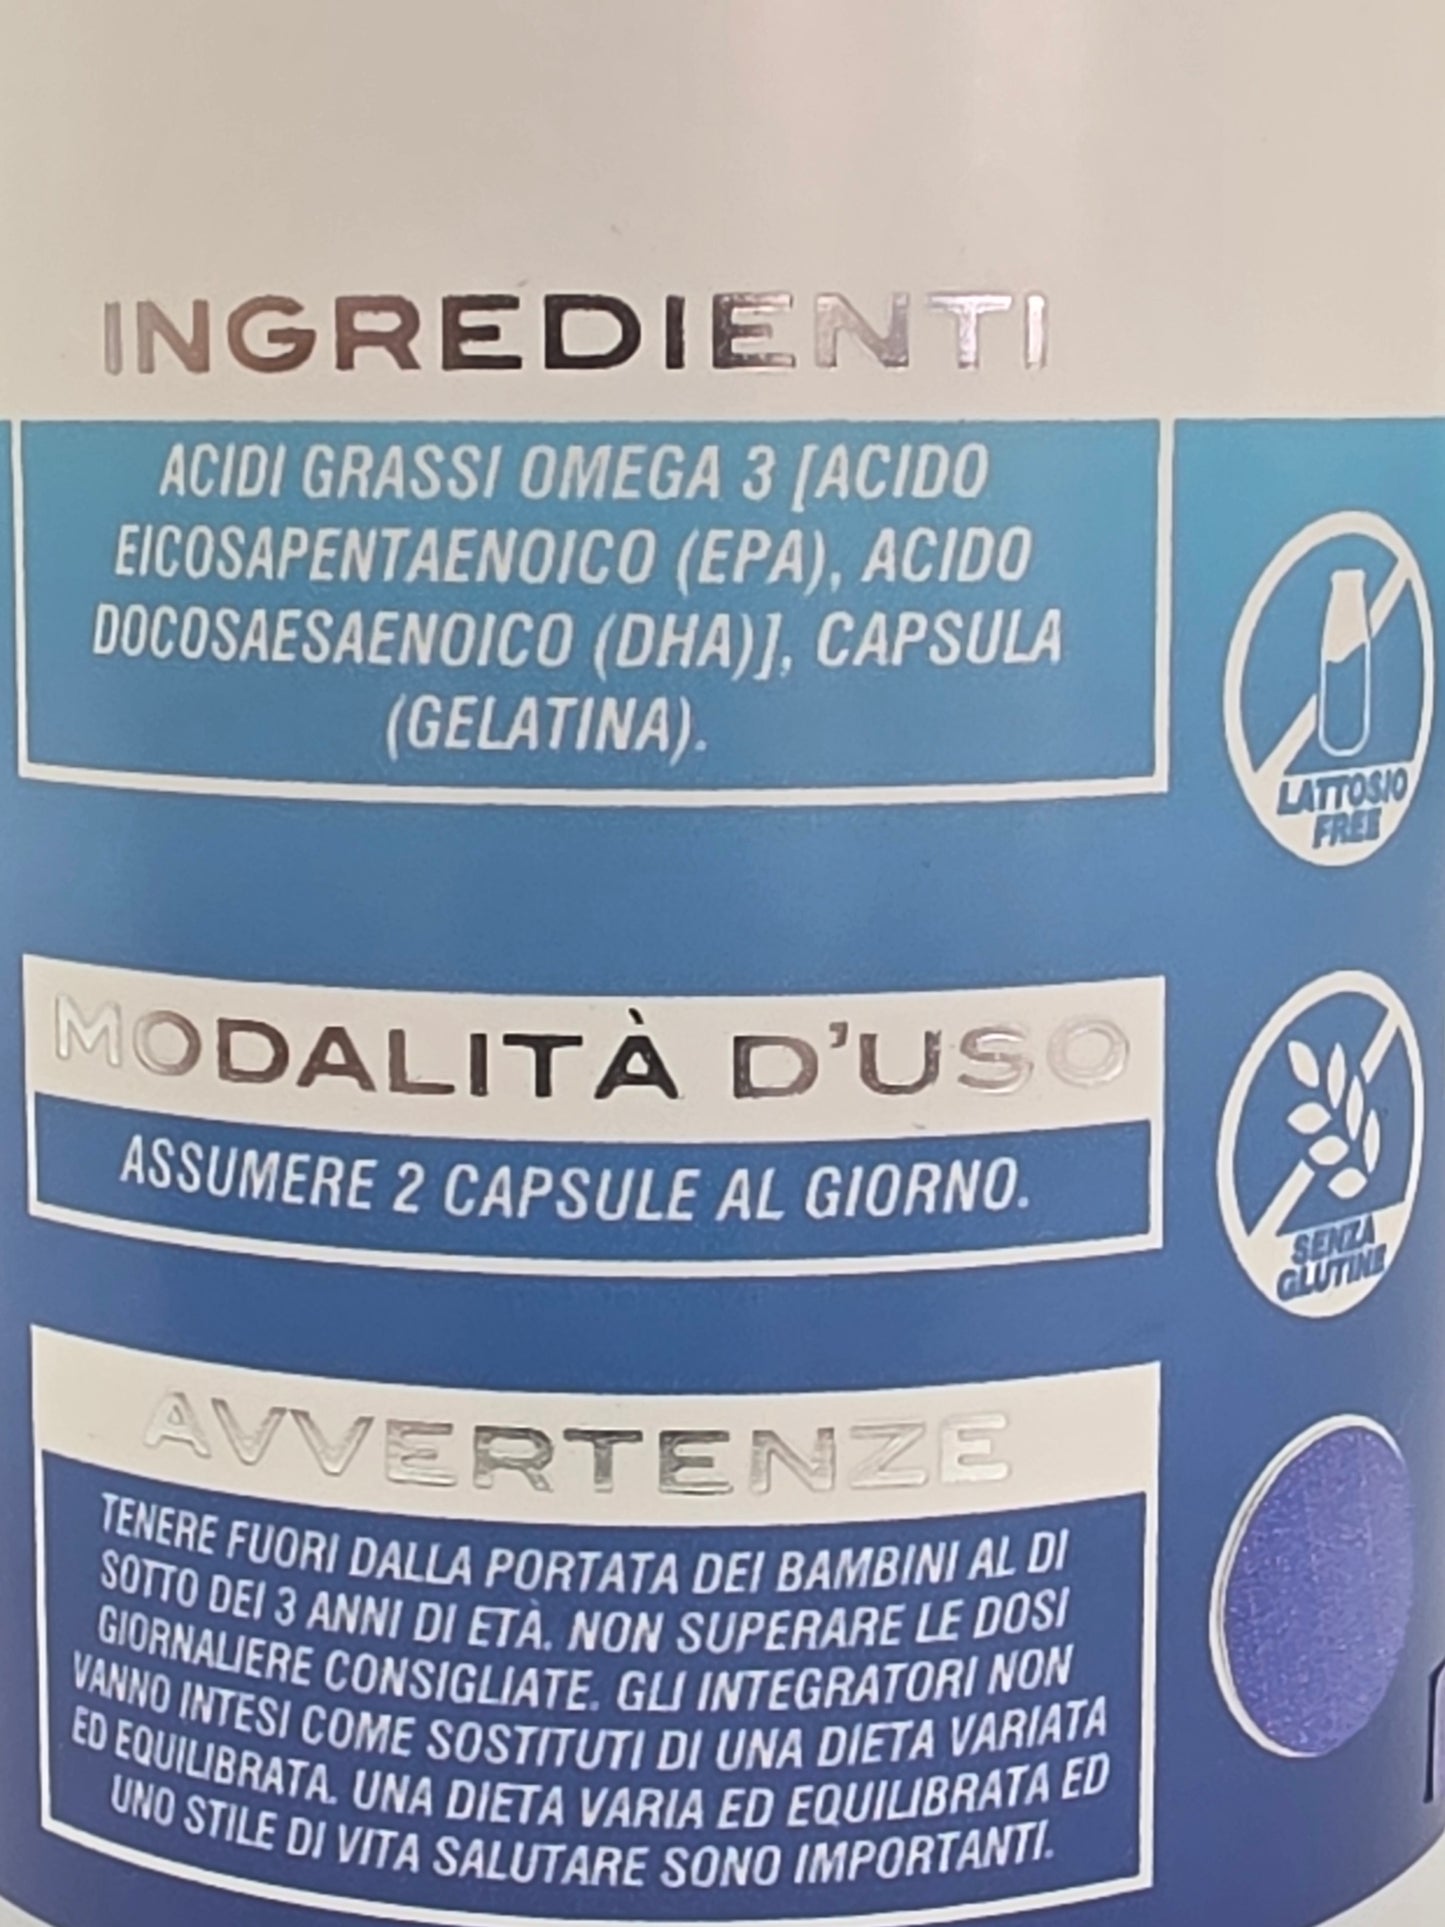 INGREDIENTI
ACIDI GRASSI OMEGA 3 [ACIDO
EICOSAPENTAENOICO (EPA), ACIDO
DOCOSAESAENOICO (DHA)], CAPSULA
(GELATINA).
LATTOSIO
FREE
MODALITÀ D'USO
ASSUMERE 2 CAPSULE AL GIORNO.
SENZA
GLUTINE
AVVERTENZE
TENERE FUORI DALLA PORTATA DEI BAMBINI AL DI
SOTTO DEI 3 ANNI DI ETÀ. NON SUPERARE LE DOSI
GIORNALIERE CONSIGLIATE. GLI INTEGRATORI NON
VANNO INTESI COME SOSTITUTI DI UNA DIETA VARIATA
ED EQUILIBRATA. UNA DIETA VARIA ED EQUILIBRATA ED
UNO STILE DI VITA SALUTARE SONO IMPORTANTI.